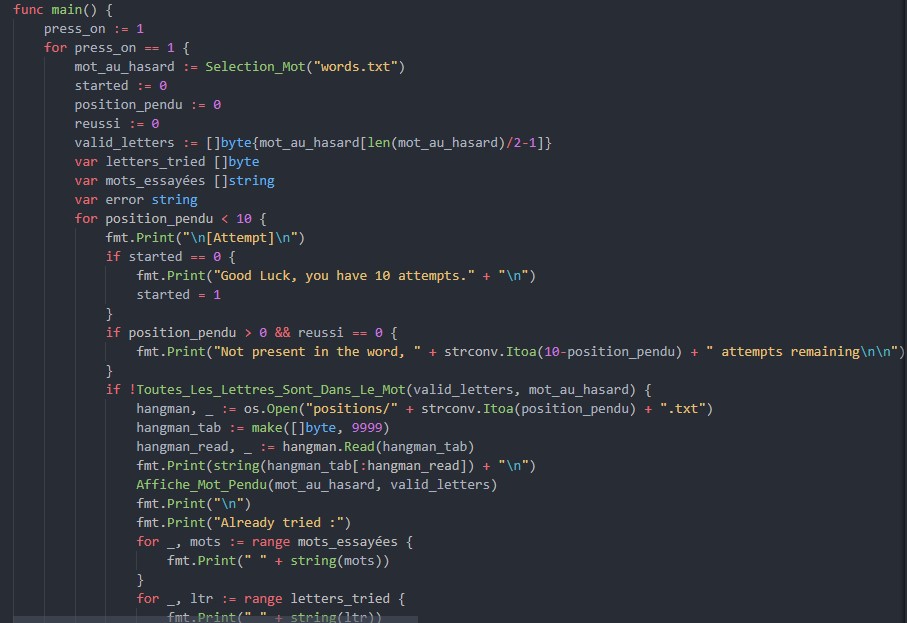 func main() {
    press_on := 1
    for press_on == 1 {
        mot_au_hasard := Selection_Mot("words.txt")
        started := 0
        position_pendu := 0
        reussi := 0
        valid_letters := []byte{mot_au_hasard[len(mot_au_hasard)/2-1]}
        var letters_tried []byte
        var mots_essayées []string
        var error string
        for position_pendu < 10 {
            fmt.Print("\n[Attempt]\n")
            if started == 0 {
                fmt.Print("Good Luck, you have 10 attempts." + "\n")
                started = 1
            }
            if position_pendu > 0 && reussi == 0 {
                fmt.Print("Not present in the word, " + strconv.Itoa(10-position_pendu) + " attempts remaining\n\n")
            }
            if !Toutes_Les_Lettres_Sont_Dans_Le_Mot(valid_letters, mot_au_hasard) {
                hangman, _ := os.Open("positions/" + strconv.Itoa(position_pendu) + ".txt")
                hangman_tab := make([]byte, 9999)
                hangman_read, _ := hangman.Read(hangman_tab)
                fmt.Print(string(hangman_tab[:hangman_read]) + "\n")
                Affiche_Mot_Pendu(mot_au_hasard, valid_letters)
                fmt.Print("\n")
                fmt.Print("Already tried :")
                for _, mots := range mots_essayées {
                    fmt.Print(" " + string(mots))
                }
                for _, ltr := range letters_tried {
                    fmt.Print(" " + string(ltr))